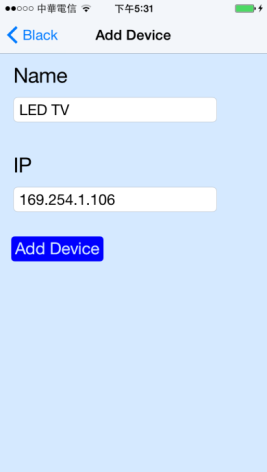 中華電信 下午5:31
Black Add Device
Name
LED TV
IP
169.254.1.106
Add Device